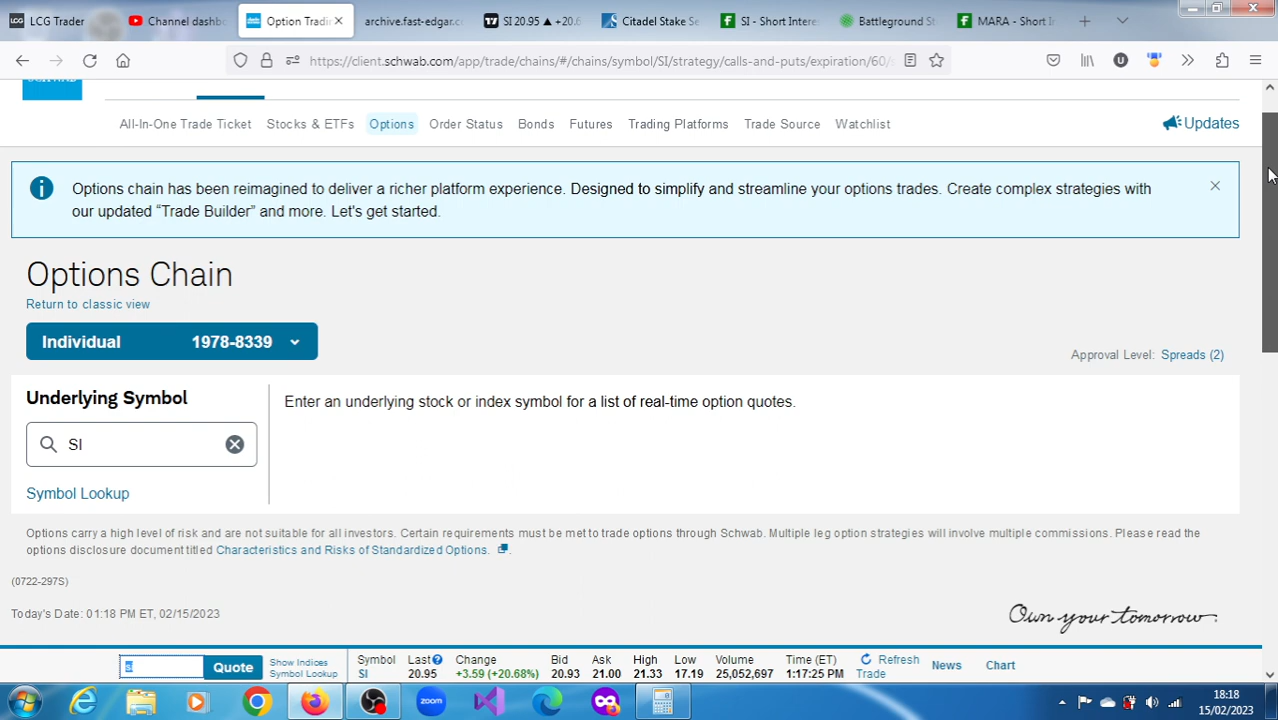 LCG Trader
Channel dashb
Option Tradi
archive.fast-edgar.c
SI 20.95 ▲ +20.6
Citadel Stake Se
SI - Short Intere
Battleground St
MARA - Short I
https://client.schwab.com/app/trade/chains/#/chains/symbol/SI/strategy/calls-and-puts/expiration/60/
All-In-One Trade Ticket
Stocks & ETFs
Options
Order Status
Bonds
Futures
Trading Platforms
Trade Source
Watchlist
Updates
Options chain has been reimagined to deliver a richer platform experience. Designed to simplify and streamline your options trades. Create complex strategies with
our updated “Trade Builder” and more. Let's get started.
Options Chain
Return to classic view
Individual 1978-8339
Approval Level: Spreads (2)
Underlying Symbol
Enter an underlying stock or index symbol for a list of real-time option quotes.
SI
Symbol Lookup
Options carry a high level of risk and are not suitable for all investors. Certain requirements must be met to trade options through Schwab. Multiple leg option strategies will involve multiple commissions. Please read the
options disclosure document titled Characteristics and Risks of Standardized Options.
(0722-297S)
Today's Date: 01:18 PM ET, 02/15/2023
Own your tomorrow.
Quote
Show Indices
Symbol Lookup
Symbol Last Change Bid Ask High Low Volume Time (ET) Refresh News Chart
SI 20.95 +3.59 (+20.68%) 20.93 21.00 21.33 17.19 25,052,697 1:17:25 PM Trade
zoom
18:18
15/02/2023